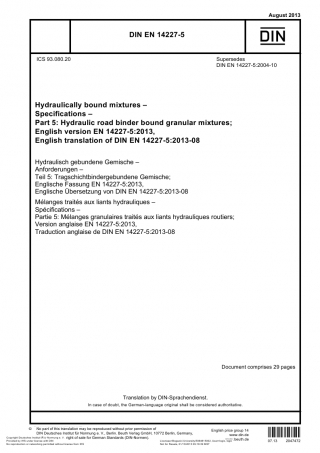 August 2013
DIN EN 14227-5
DIN
ICS 93.080.20
Supersedes
DIN EN 14227-5:2004-10
Hydraulically bound mixtures –
Specifications –
Part 5: Hydraulic road binder bound granular mixtures;
English version EN 14227-5:2013,
English translation of DIN EN 14227-5:2013-08
Hydraulisch gebundene Gemische –
Anforderungen –
Teil 5: Tragschichtbindergebundene Gemische;
Englische Fassung EN 14227-5:2013,
Englische Übersetzung von DIN EN 14227-5:2013-08
Mélanges traités aux liants hydrauliques –
Spécifications –
Partie 5: Mélanges granulaires traités aux liants hydrauliques routiers;
Version anglaise EN 14227-5:2013,
Traduction anglaise de DIN EN 14227-5:2013-08
Document comprises 29 pages
Translation by DIN-Sprachendienst.
In case of doubt, the German-language original shall be considered authoritative.
© No part of this translation may be reproduced without prior permission of
DIN Deutsches Institut für Normung e. V., Berlin. Beuth Verlag GmbH, 10772 Berlin, Germany,
right of sale for German Standards (DIN-Normen).
English price group 14
www.din.de
www.beuth.de